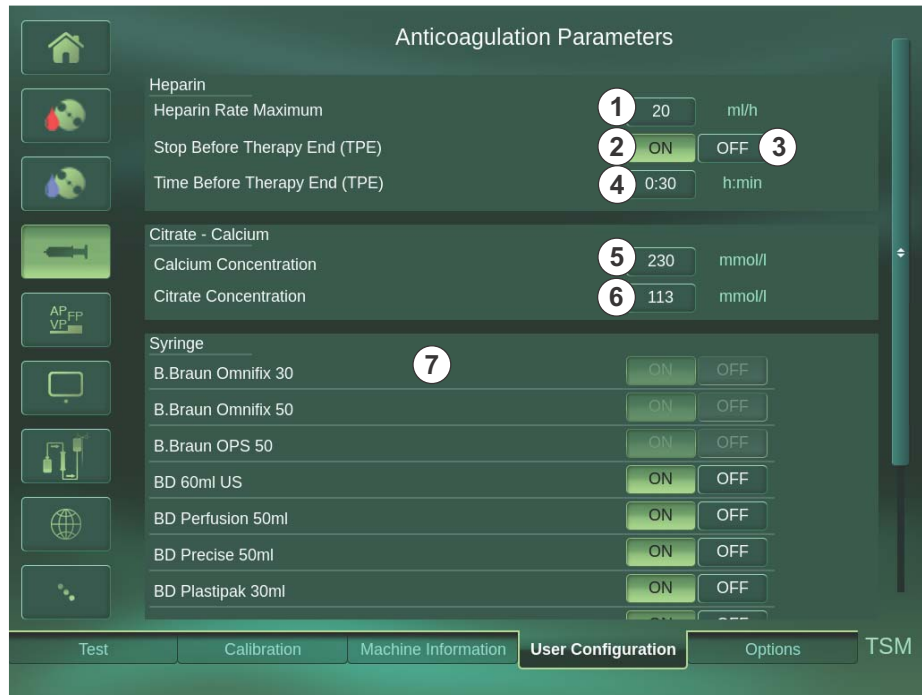 Anticoagulation Parameters
Heparin
Heparin Rate Maximum 1 20 ml/h
Stop Before Therapy End (TPE) 2 ON OFF 3
Time Before Therapy End (TPE) 4 0:30 h:min
Citrate - Calcium
Calcium Concentration 5 230 mmol/l
Citrate Concentration 6 113 mmol/l
AP FP
VP
Syringe
7
B.Braun Omnifix 30 ON OFF
B.Braun Omnifix 50 ON OFF
B.Braun OPS 50 ON OFF
BD 60ml US ON OFF
BD Perfusion 50ml ON OFF
BD Precise 50ml ON OFF
BD Plastipak 30ml ON OFF
Test Calibration Machine Information User Configuration Options TSM